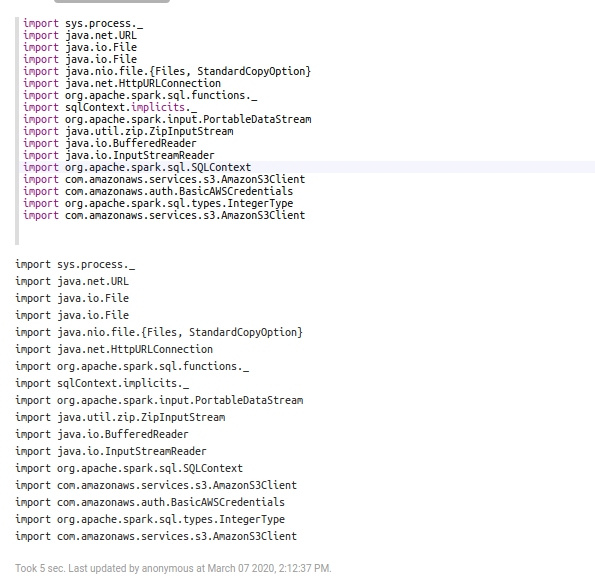 import sys.process._
import java.net.URL
import java.io.File
import java.io.File
import java.nio.file.{Files, StandardCopyOption}
import java.net.HttpURLConnection
import org.apache.spark.sql.functions._
import sqlContext.implicits._
import org.apache.spark.input.PortableDataStream
import java.util.zip.ZipInputStream
import java.io.BufferedReader
import java.io.InputStreamReader
import org.apache.spark.sql.SQLContext
import com.amazonaws.services.s3.AmazonS3Client
import com.amazonaws.auth.BasicAWSCredentials
import org.apache.spark.sql.types.IntegerType
import com.amazonaws.services.s3.AmazonS3Client
import sys.process._
import java.net.URL
import java.io.File
import java.io.File
import java.nio.file.{Files, StandardCopyOption}
import java.net.HttpURLConnection
import org.apache.spark.sql.functions._
import sqlContext.implicits._
import org.apache.spark.input.PortableDataStream
import java.util.zip.ZipInputStream
import java.io.BufferedReader
import java.io.InputStreamReader
import org.apache.spark.sql.SQLContext
import com.amazonaws.services.s3.AmazonS3Client
import com.amazonaws.auth.BasicAWSCredentials
import org.apache.spark.sql.types.IntegerType
import com.amazonaws.services.s3.AmazonS3Client
Took 5 sec. Last updated by anonymous at March 07 2020, 2:12:37 PM.